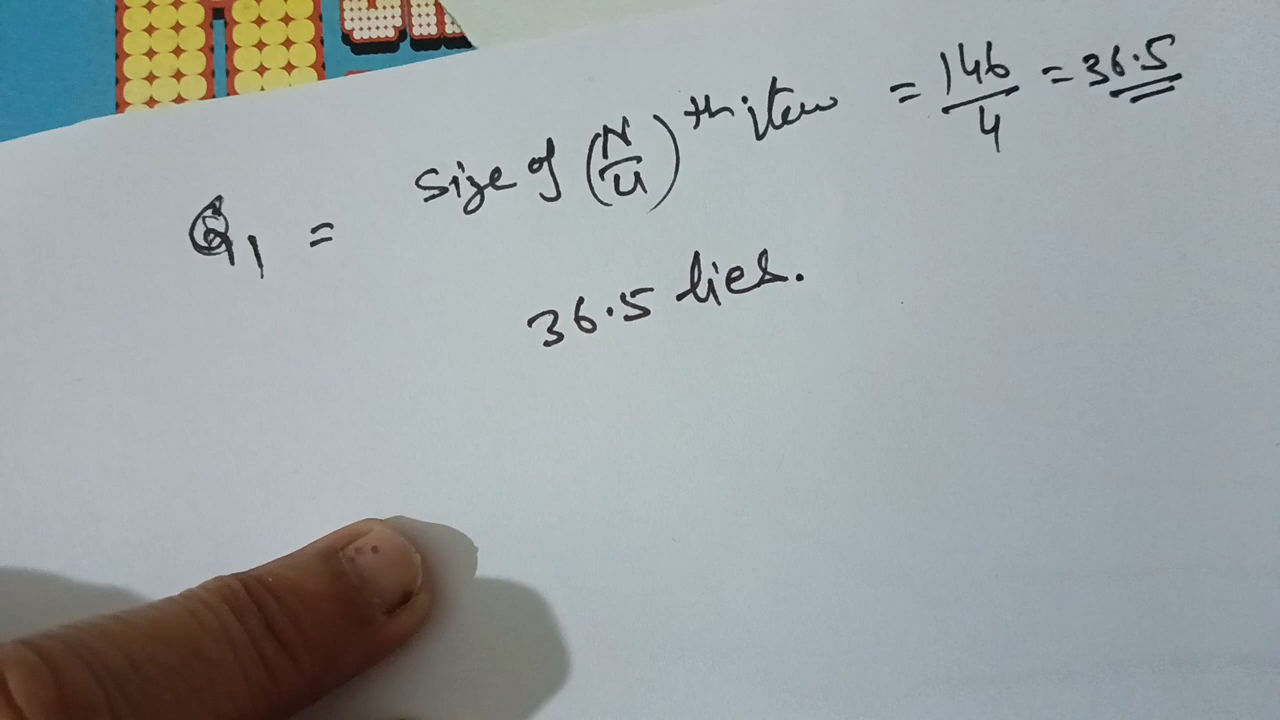 Q1 = Size of (N/4)th item = 146/4 = 36.5
36.5 lies.